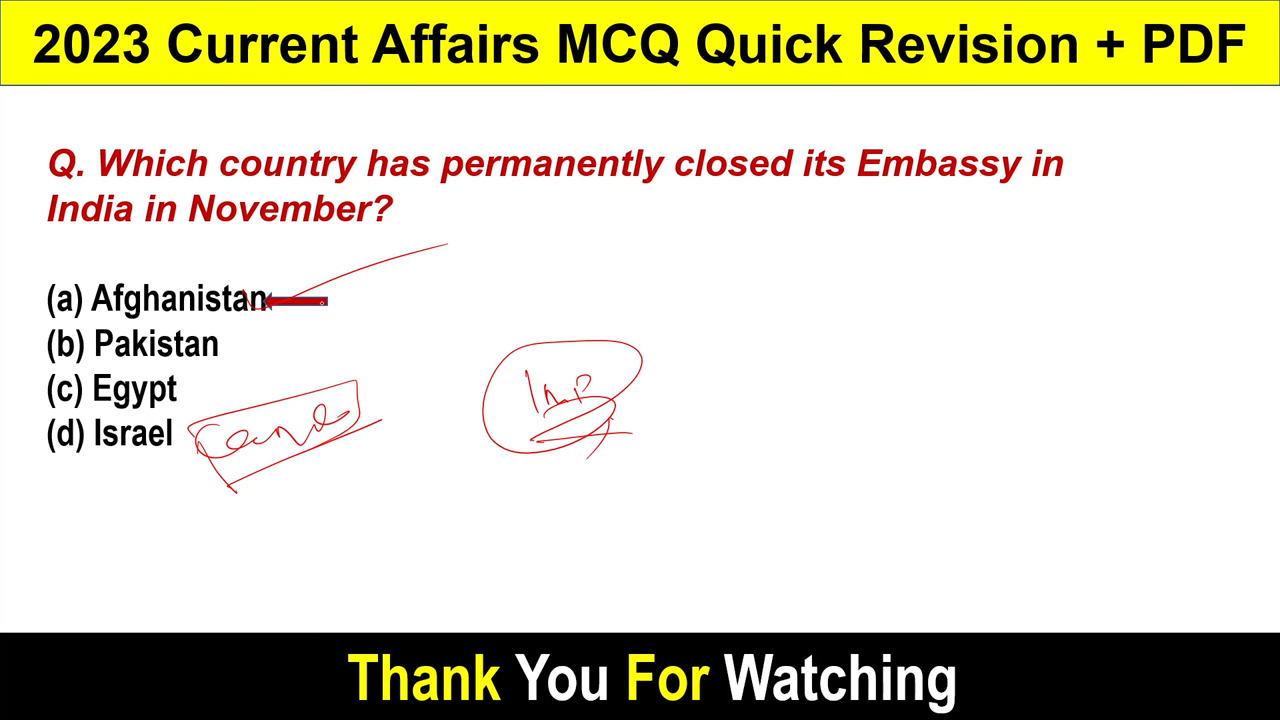 2023 Current Affairs MCQ Quick Revision + PDF
Q. Which country has permanently closed its Embassy in
India in November?
(a) Afghanistan
(b) Pakistan
(c) Egypt
(d) Israel
Imp
Thank You For Watching